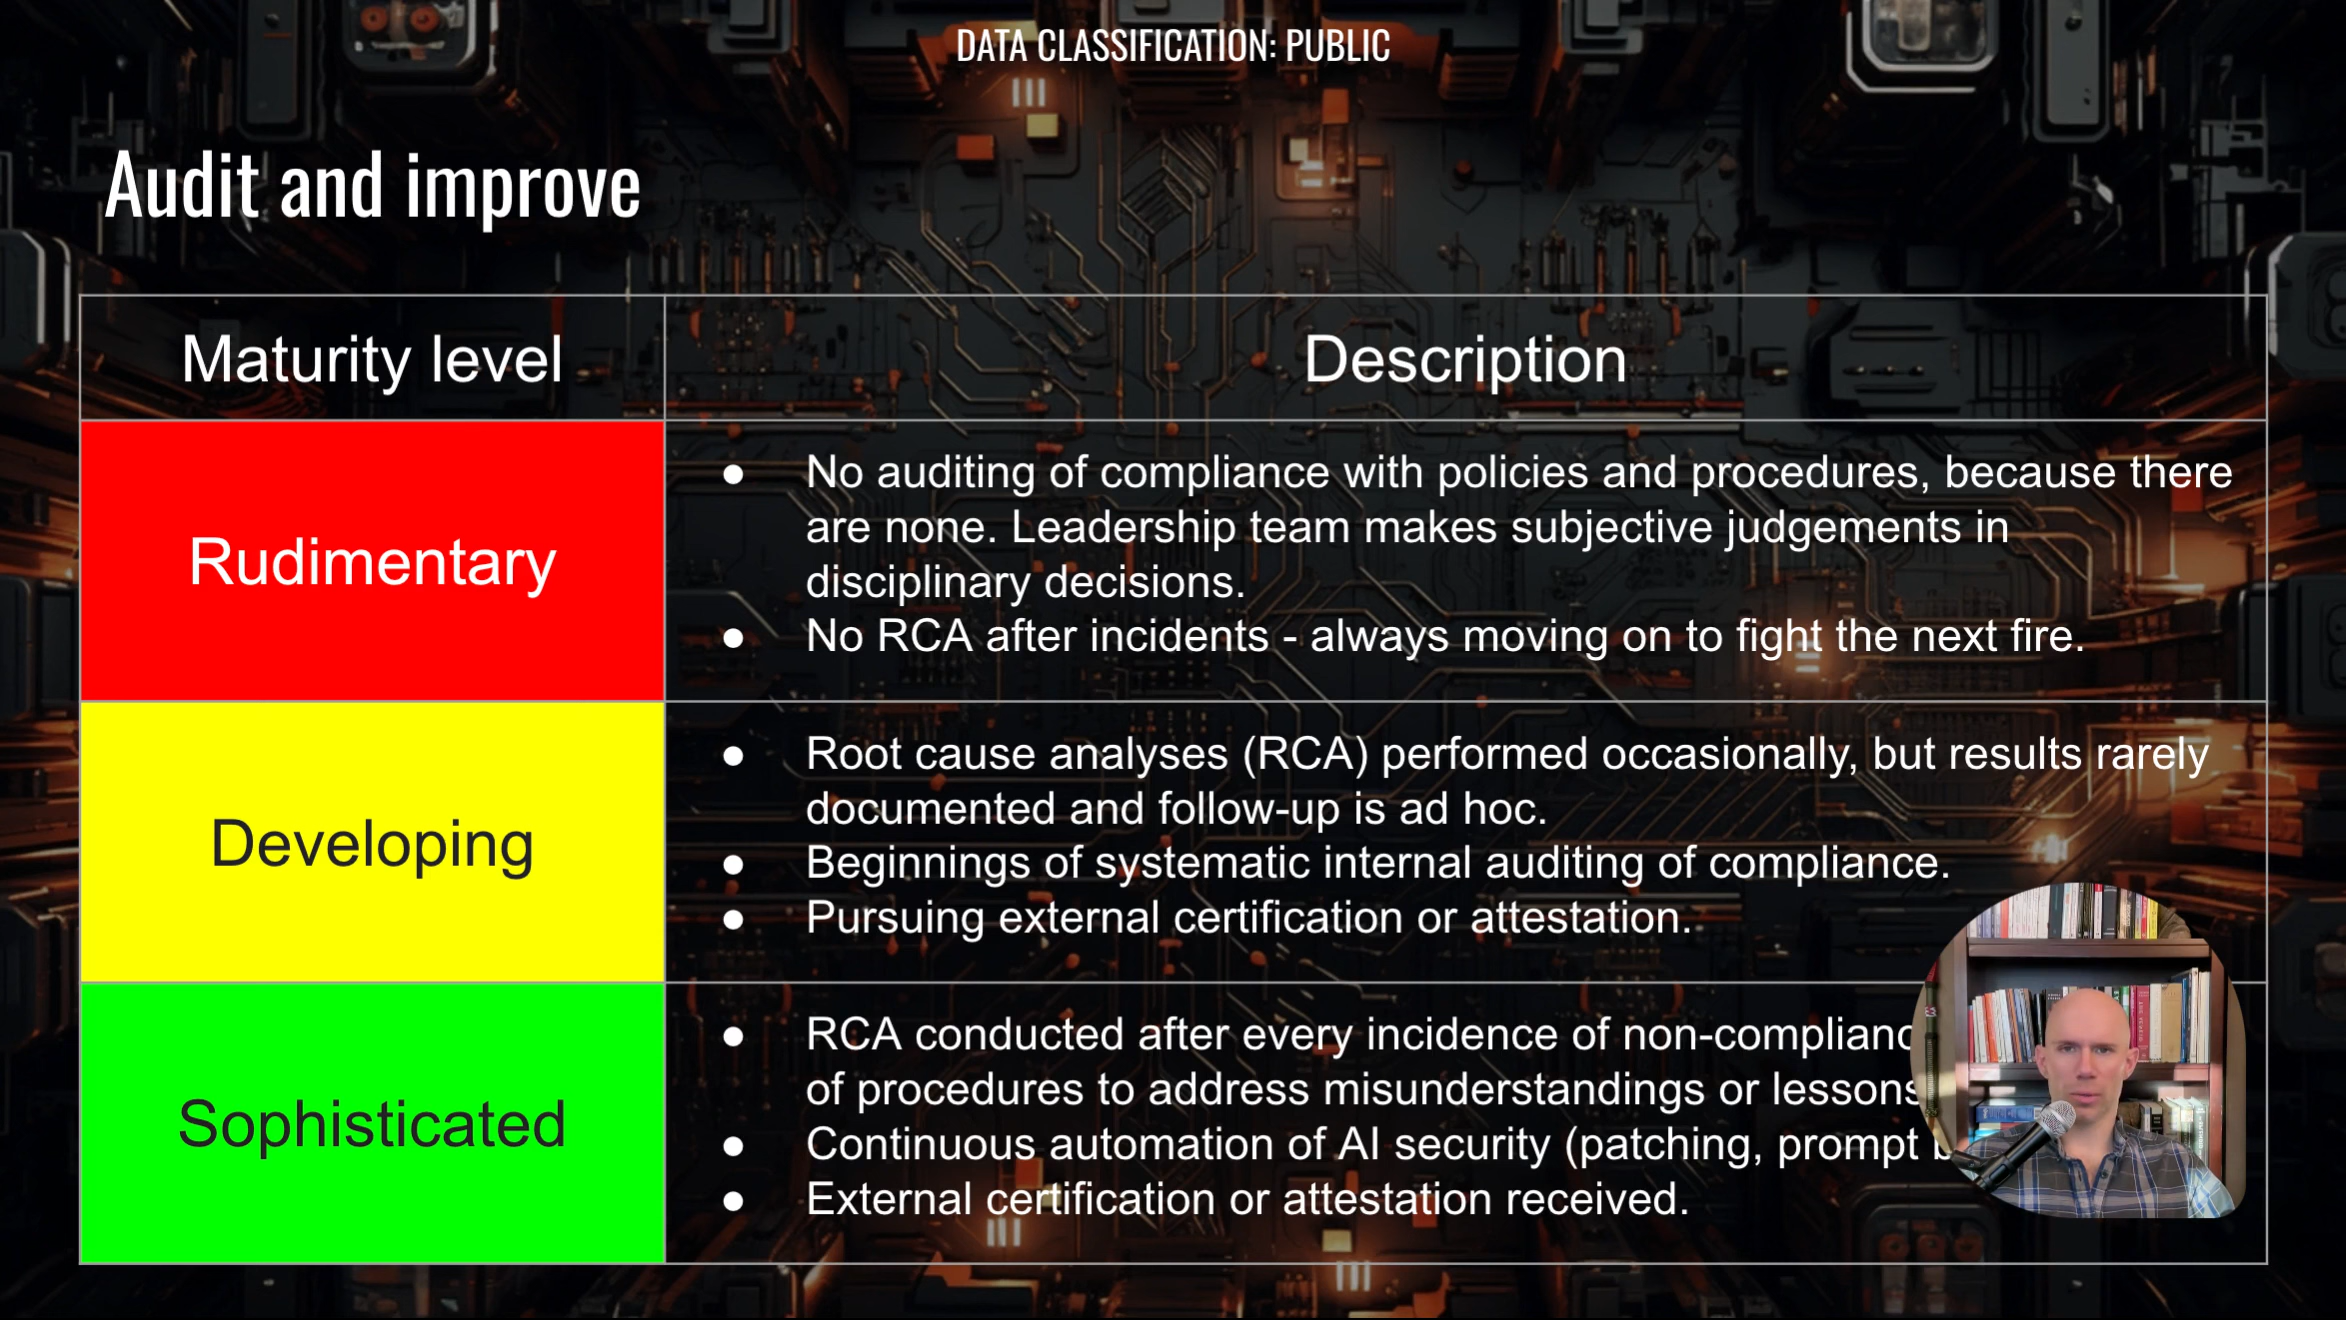 DATA CLASSIFICATION: PUBLIC
Audit and improve
Maturity level
Description
Rudimentary
● No auditing of compliance with policies and procedures, because there
are none. Leadership team makes subjective judgements in
disciplinary decisions.
● No RCA after incidents - always moving on to fight the next fire.
Developing
● Root cause analyses (RCA) performed occasionally, but results rarely
documented and follow-up is ad hoc.
● Beginnings of systematic internal auditing of compliance.
● Pursuing external certification or attestation.
Sophisticated
● RCA conducted after every incidence of
of procedures to address misunderstandings or lessons
● Continuous automation of AI security (patching, prompt
● External certification or attestation received.